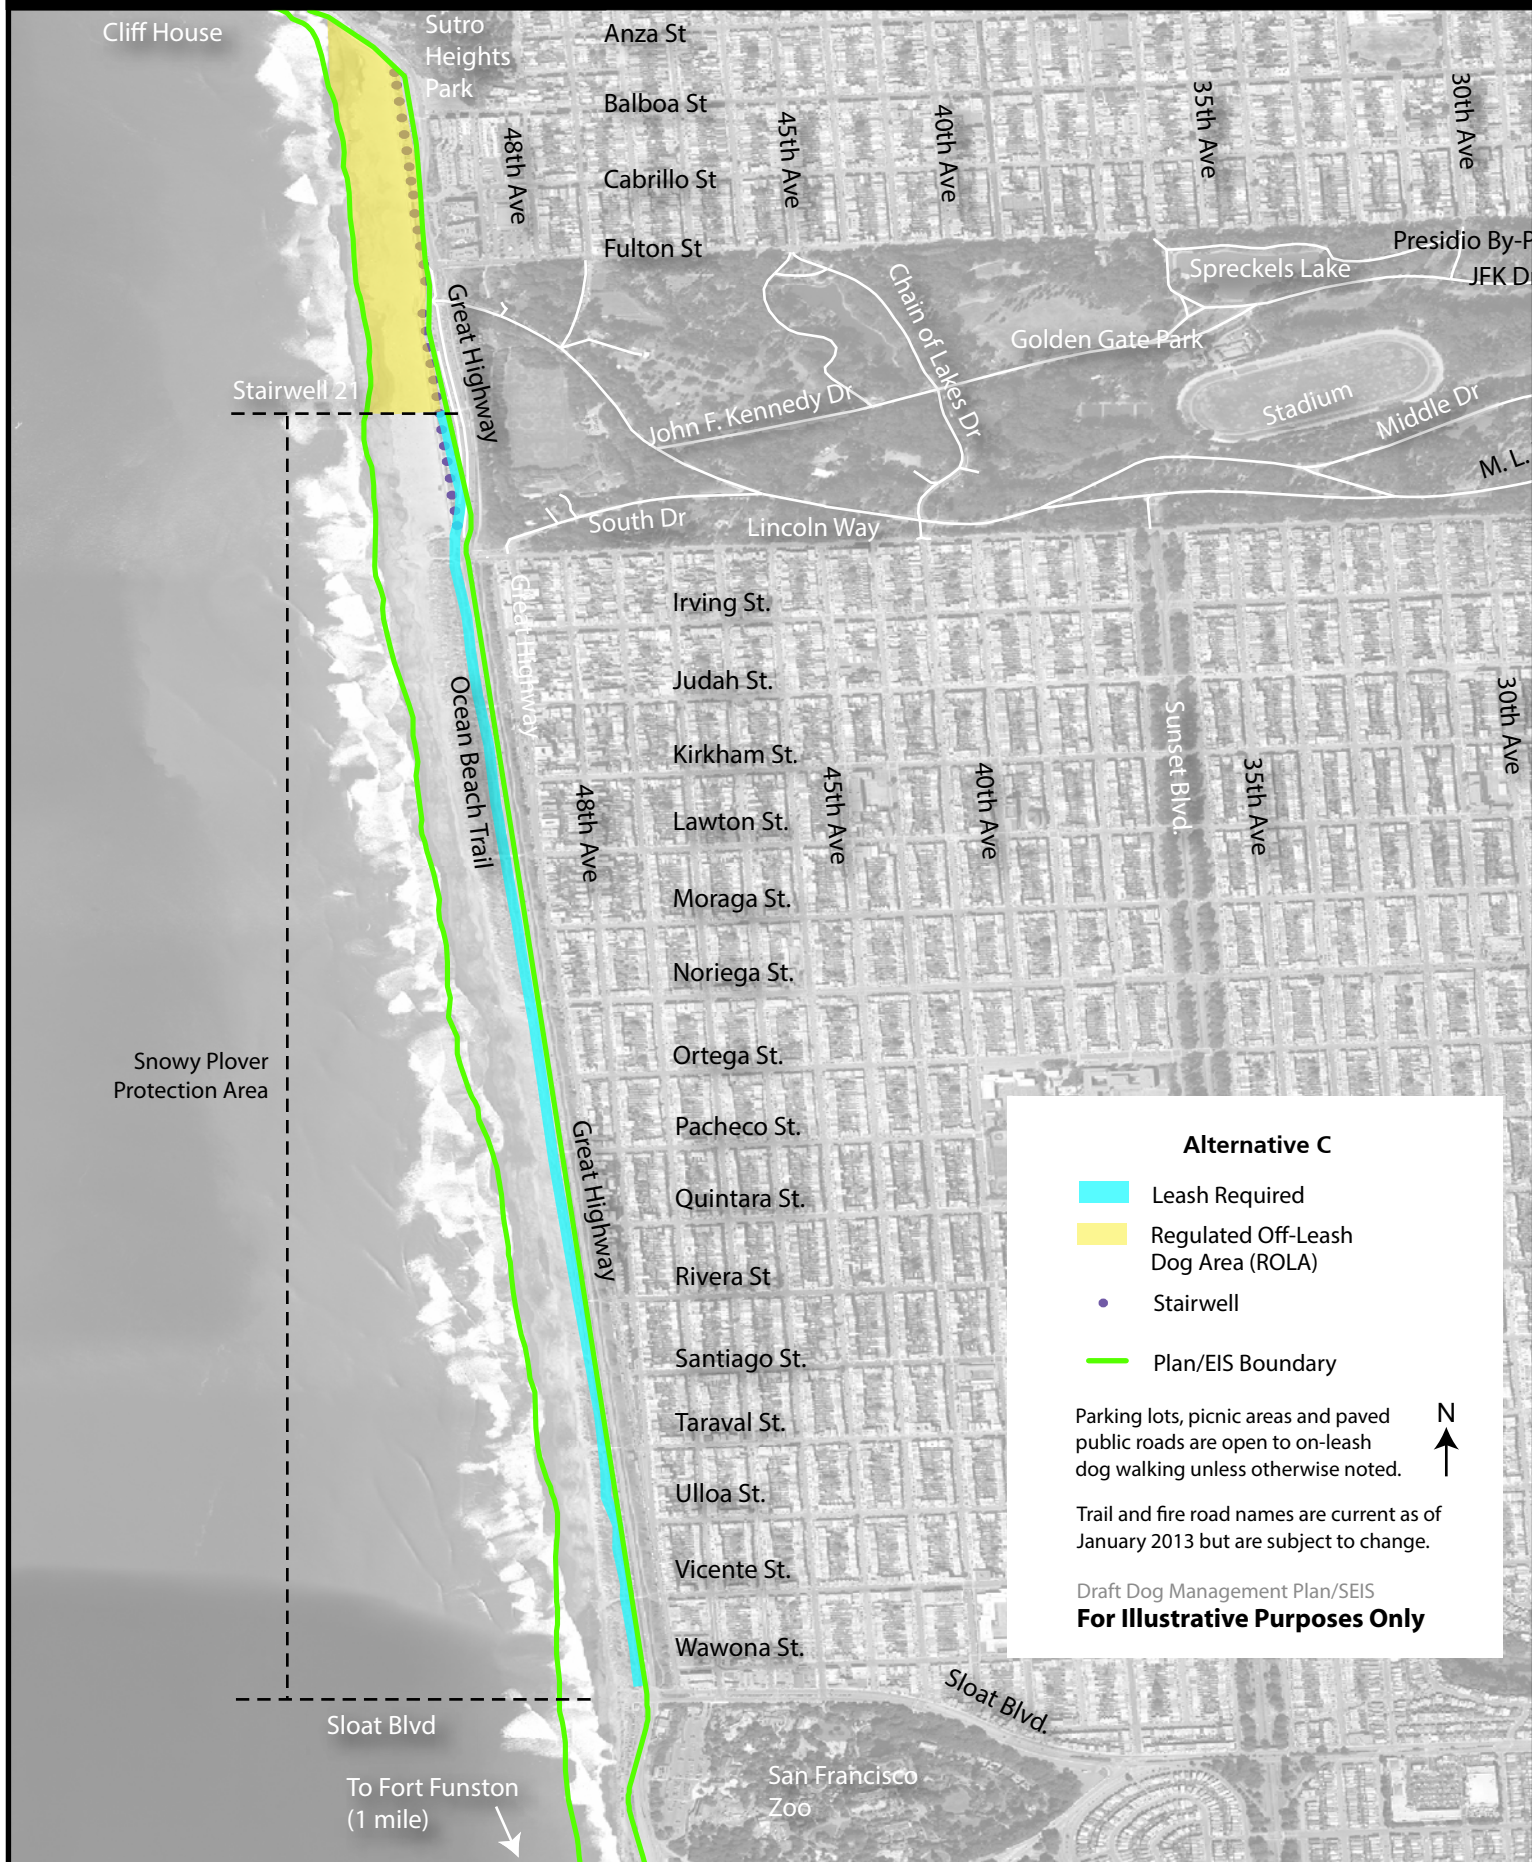 Cliff House
Sutro
Heights
Park
Anza St
Balboa St
Cabrillo St
Fulton St
48th Ave
45th Ave
40th Ave
35th Ave
30th Ave
Presidio By-P
JFK D
Spreckels Lake
Golden Gate Park
Chain of Lakes Dr
John F. Kennedy Dr
Stadium
Middle Dr
M. L.
Great Highway
Stairwell 21
South Dr
Lincoln Way
Great Highway
Irving St.
Judah St.
Kirkham St.
Lawton St.
Moraga St.
Noriega St.
Ortega St.
Pacheco St.
Quintara St.
Rivera St
Santiago St.
Taraval St.
Ulloa St.
Vicente St.
Wawona St.
Ocean Beach Trail
48th Ave
45th Ave
40th Ave
Sunset Blvd.
35th Ave
30th Ave
Great Highway
Snowy Plover
Protection Area
Sloat Blvd
Sloat Blvd.
To Fort Funston
(1 mile)
San Francisco
Zoo
Alternative C
Leash Required
Regulated Off-Leash
Dog Area (ROLA)
Stairwell
Plan/EIS Boundary
Parking lots, picnic areas and paved
public roads are open to on-leash
dog walking unless otherwise noted.
N
Trail and fire road names are current as of
January 2013 but are subject to change.
Draft Dog Management Plan/SEIS
For Illustrative Purposes Only